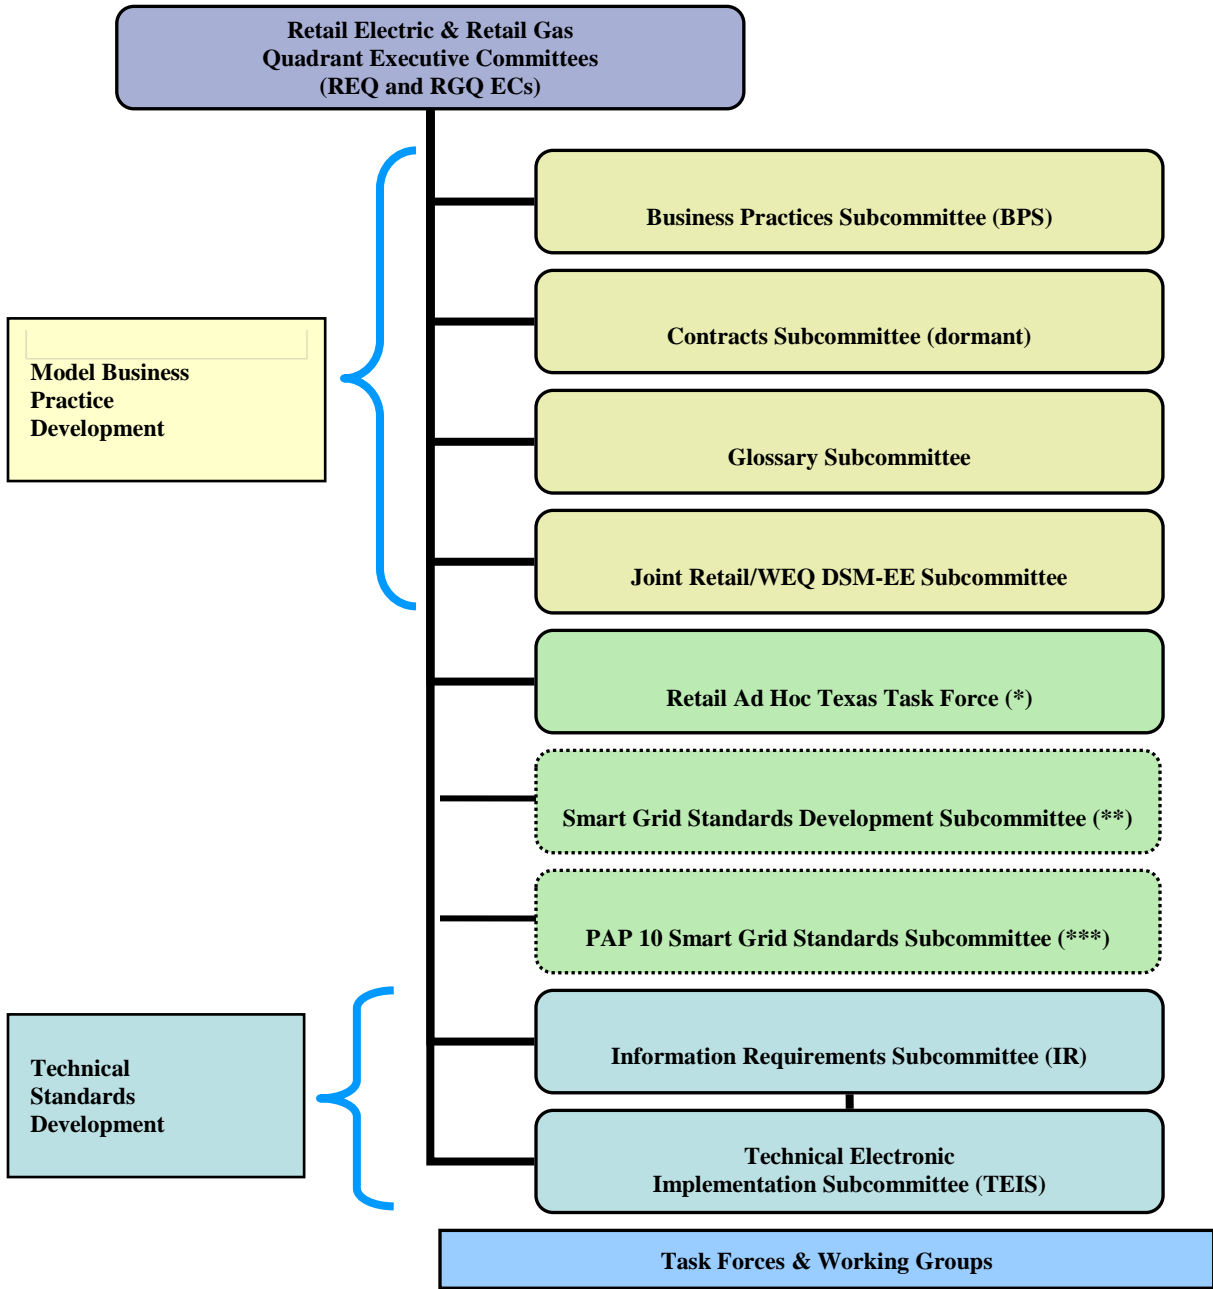 Retail Electric & Retail Gas
Quadrant Executive Committees
(REQ and RGQ ECs)
Business Practices Subcommittee (BPS)
Contracts Subcommittee (dormant)
Model Business
Practice
Development
Glossary Subcommittee
Joint Retail/WEQ DSM-EE Subcommittee
Retail Ad Hoc Texas Task Force (*)
Smart Grid Standards Development Subcommittee (**)
PAP 10 Smart Grid Standards Subcommittee (***)
Technical
Standards
Development
Information Requirements Subcommittee (IR)
Technical Electronic
Implementation Subcommittee (TEIS)
Task Forces & Working Groups